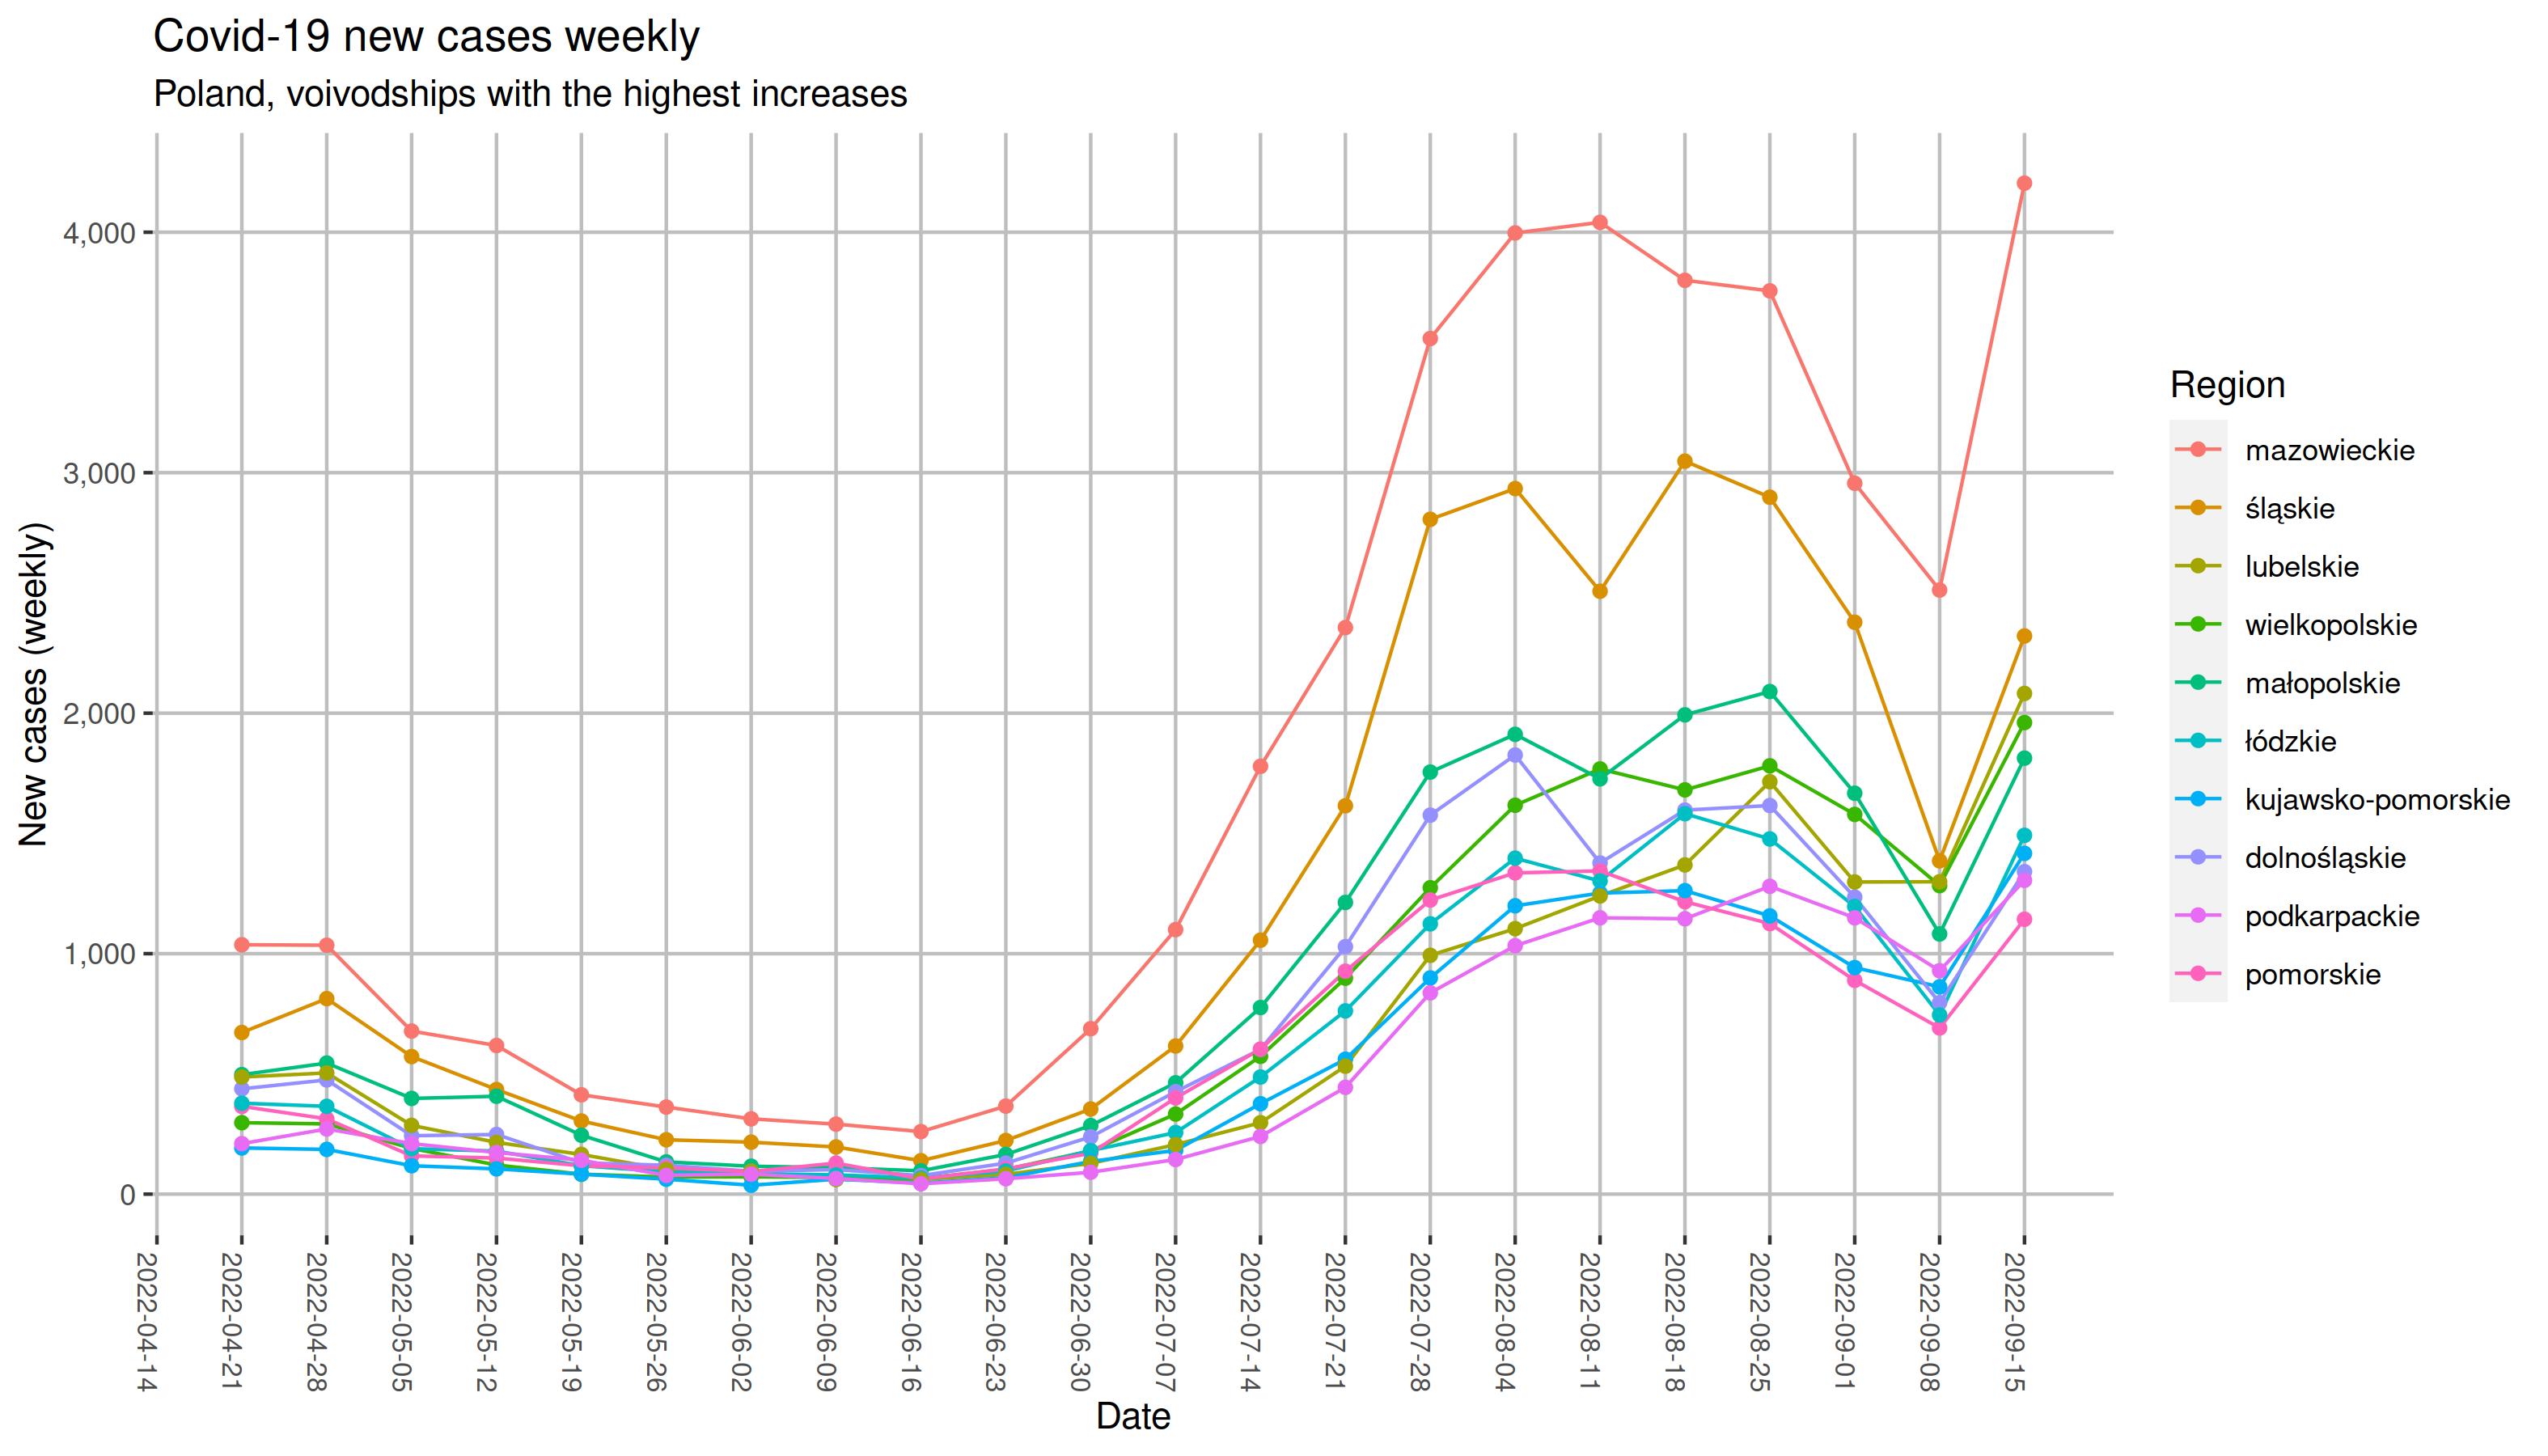 Covid-19 new cases weekly
Poland, voivodships with the highest increases
New cases (weekly)
4,000
3,000
2,000
1,000
0
2022-04-14
2022-04-21
2022-04-28
2022-05-05
2022-05-12
2022-05-19
2022-05-26
2022-06-02
2022-06-09
2022-06-16
2022-06-23
2022-06-30
2022-07-07
2022-07-14
2022-07-21
2022-07-28
2022-08-04
2022-08-11
2022-08-18
2022-08-25
2022-09-01
2022-09-08
2022-09-15
Date
Region
mazowieckie
śląskie
lubelskie
wielkopolskie
małopolskie
łódzkie
kujawsko-pomorskie
dolnośląskie
podkarpackie
pomorskie